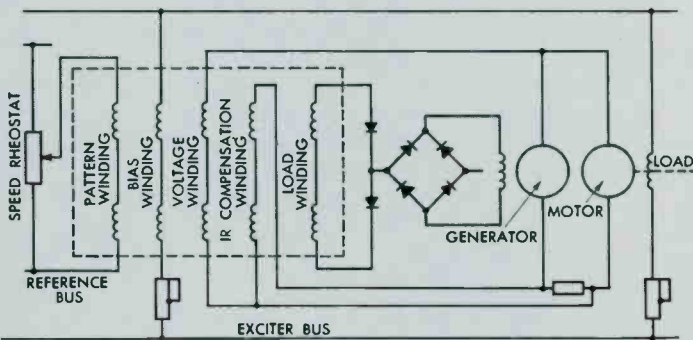 SPEED RHEOSTAT
PATTERN
WINDING
BIAS
WINDING
VOLTAGE
WINDING
IR COMPENSATION
WINDING
LOAD
WINDING
GENERATOR
MOTOR
LOAD
REFERENCE
BUS
EXCITER BUS